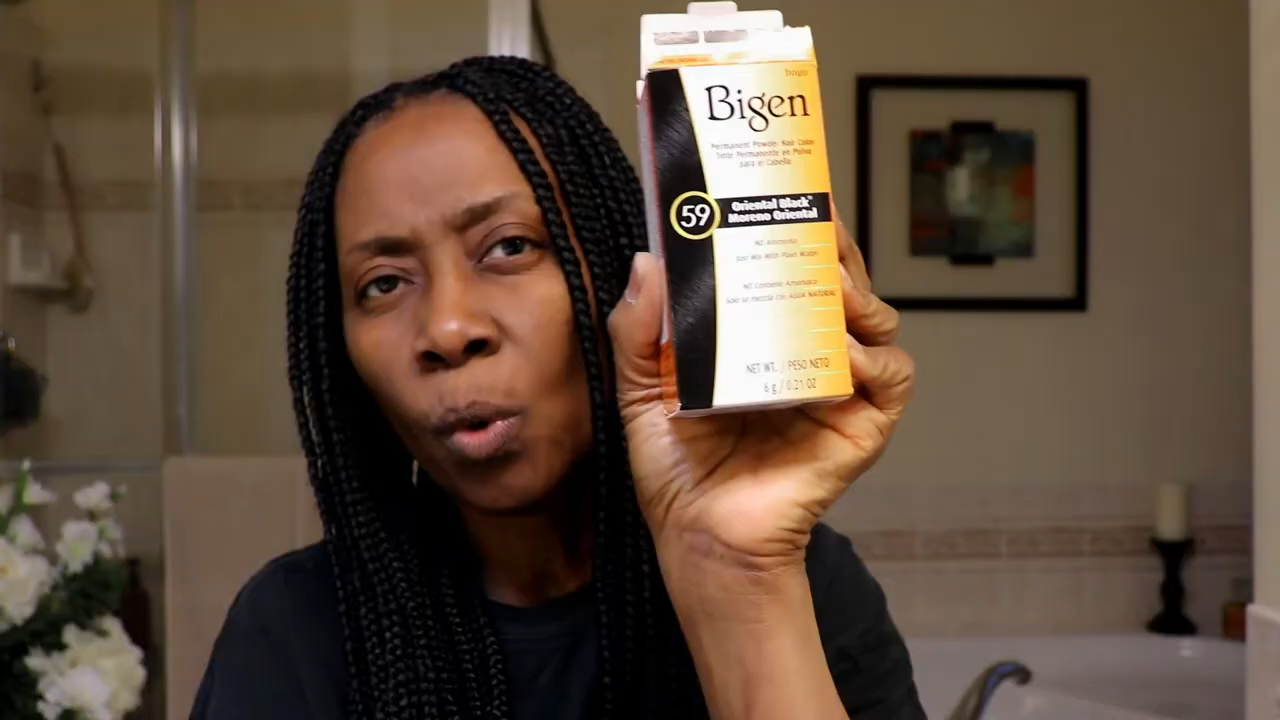 Bigen
Permanent Powder Hair Color
Tinte Permanente en Polvo
para el Cabello
59
Oriental Black™
Moreno Oriental
NO Ammonia
Just Mix With Plain Water
NO Contiene Amoniaco
Solo se mezcla con AGUA NATURAL
NET WT. / PESO NETO
6 g / 0.21 OZ